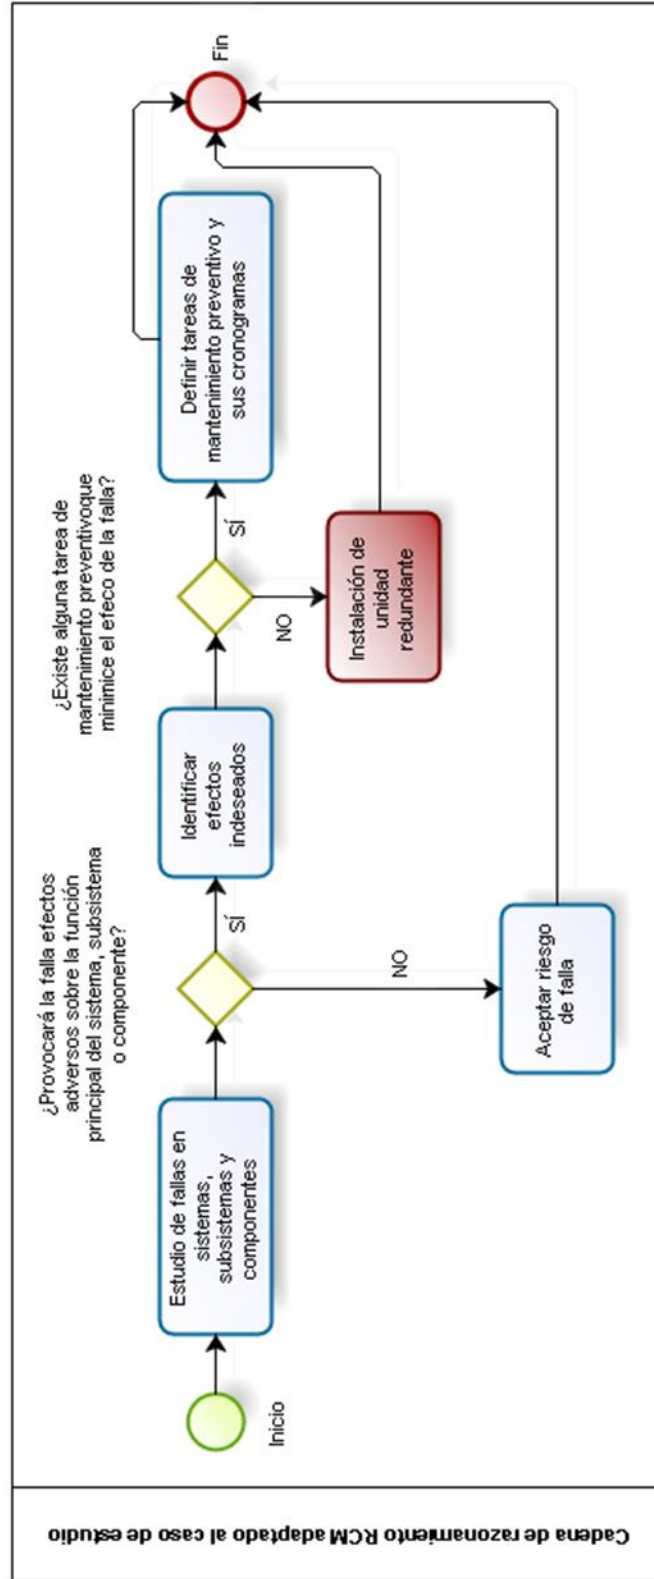 Cadena de razonamiento RCM adaptado al caso de estudio
Inicio
Estudio de fallas en
sistemas,
subsistemas y
componentes
¿Provocará la falla efectos
adversos sobre la función
principal del sistema, subsistema
o componente?
SÍ
NO
Identificar
efectos
indeseados
Aceptar riesgo
de falla
¿Existe alguna tarea de
mantenimiento preventivoque
minimice el efeco de la falla?
SÍ
NO
Definir tareas de
mantenimiento preventivo y
sus cronogramas
Instalación de
unidad
redundante
Fin